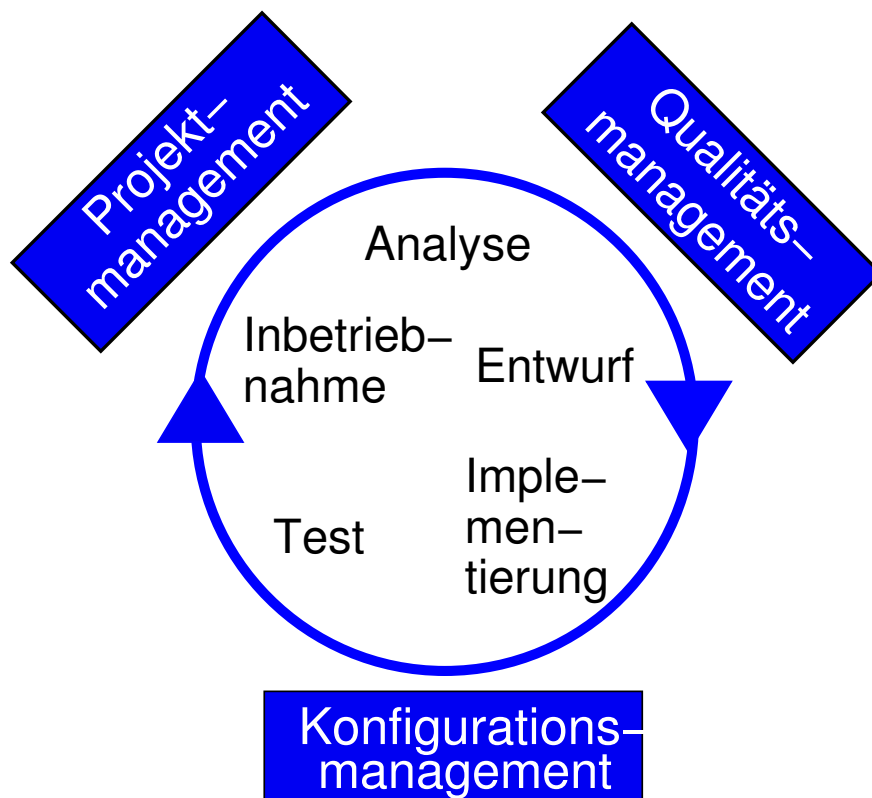 Projekt–
management
Qualitäts–
management
Analyse
Inbetrieb–
nahme
Entwurf
Imple–
men–
tierung
Test
Konfigurations–
management